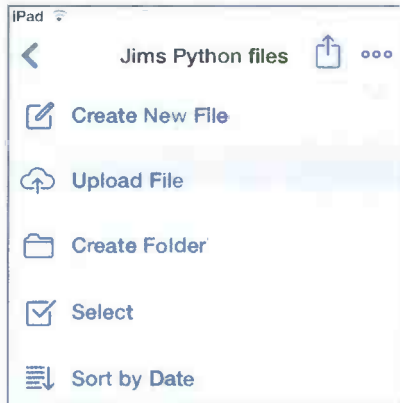 iPad
Jims Python files
Create New File
Upload File
Create Folder
Select
Sort by Date